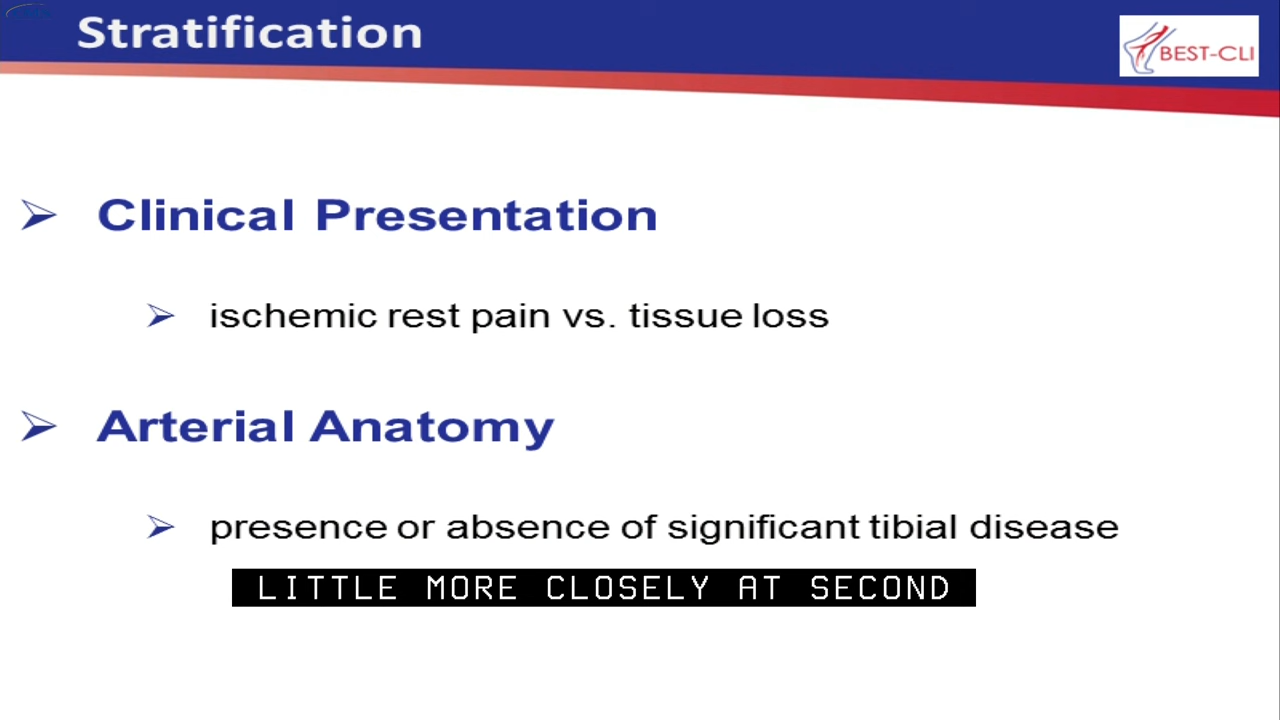 Stratification
BEST-CLI
Clinical Presentation
ischemic rest pain vs. tissue loss
Arterial Anatomy
presence or absence of significant tibial disease
LITTLE MORE CLOSELY AT SECOND